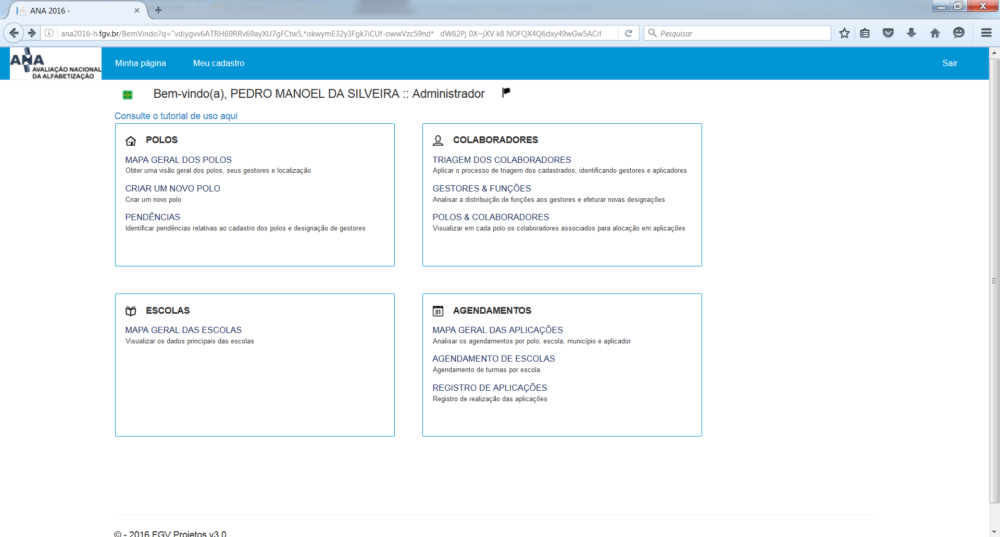 ANA 2016 -
ana2016-h.fgv.br/BemVindo?q="vdiygvv6ATRH69RRv69ayXU7gFCtw5,*iskwymE32y3Fgk7iCUf-owwVzc59nd* dW62Pj 0X~jXV k8 NOFQX4Q6dxy49wGw5ACif
Pesquisar
ANA
AVALIAÇÃO NACIONAL
DA ALFABETIZAÇÃO
Minha página
Meu cadastro
Sair
Bem-vindo(a), PEDRO MANOEL DA SILVEIRA :: Administrador
Consulte o tutorial de uso aqui
POLOS
MAPA GERAL DOS POLOS
Obter uma visão geral dos polos, seus gestores e localização
CRIAR UM NOVO POLO
Criar um novo polo
PENDÊNCIAS
Identificar pendências relativas ao cadastro dos polos e designação de gestores
COLABORADORES
TRIAGEM DOS COLABORADORES
Aplicar o processo de triagem dos cadastrados, identificando gestores e aplicadores
GESTORES & FUNÇÕES
Analisar a distribuição de funções aos gestores e efeturar novas designações
POLOS & COLABORADORES
Visualizar em cada polo os colaboradores associados para alocação em aplicações
ESCOLAS
MAPA GERAL DAS ESCOLAS
Visualizar os dados principais das escolas
31
AGENDAMENTOS
MAPA GERAL DAS APLICAÇÕES
Analisar os agendamentos por polo, escola, município e aplicador
AGENDAMENTO DE ESCOLAS
Agendamento de turmas por escola
REGISTRO DE APLICAÇÕES
Registro de realização das aplicações
© - 2016 FGV Projetos v3.0